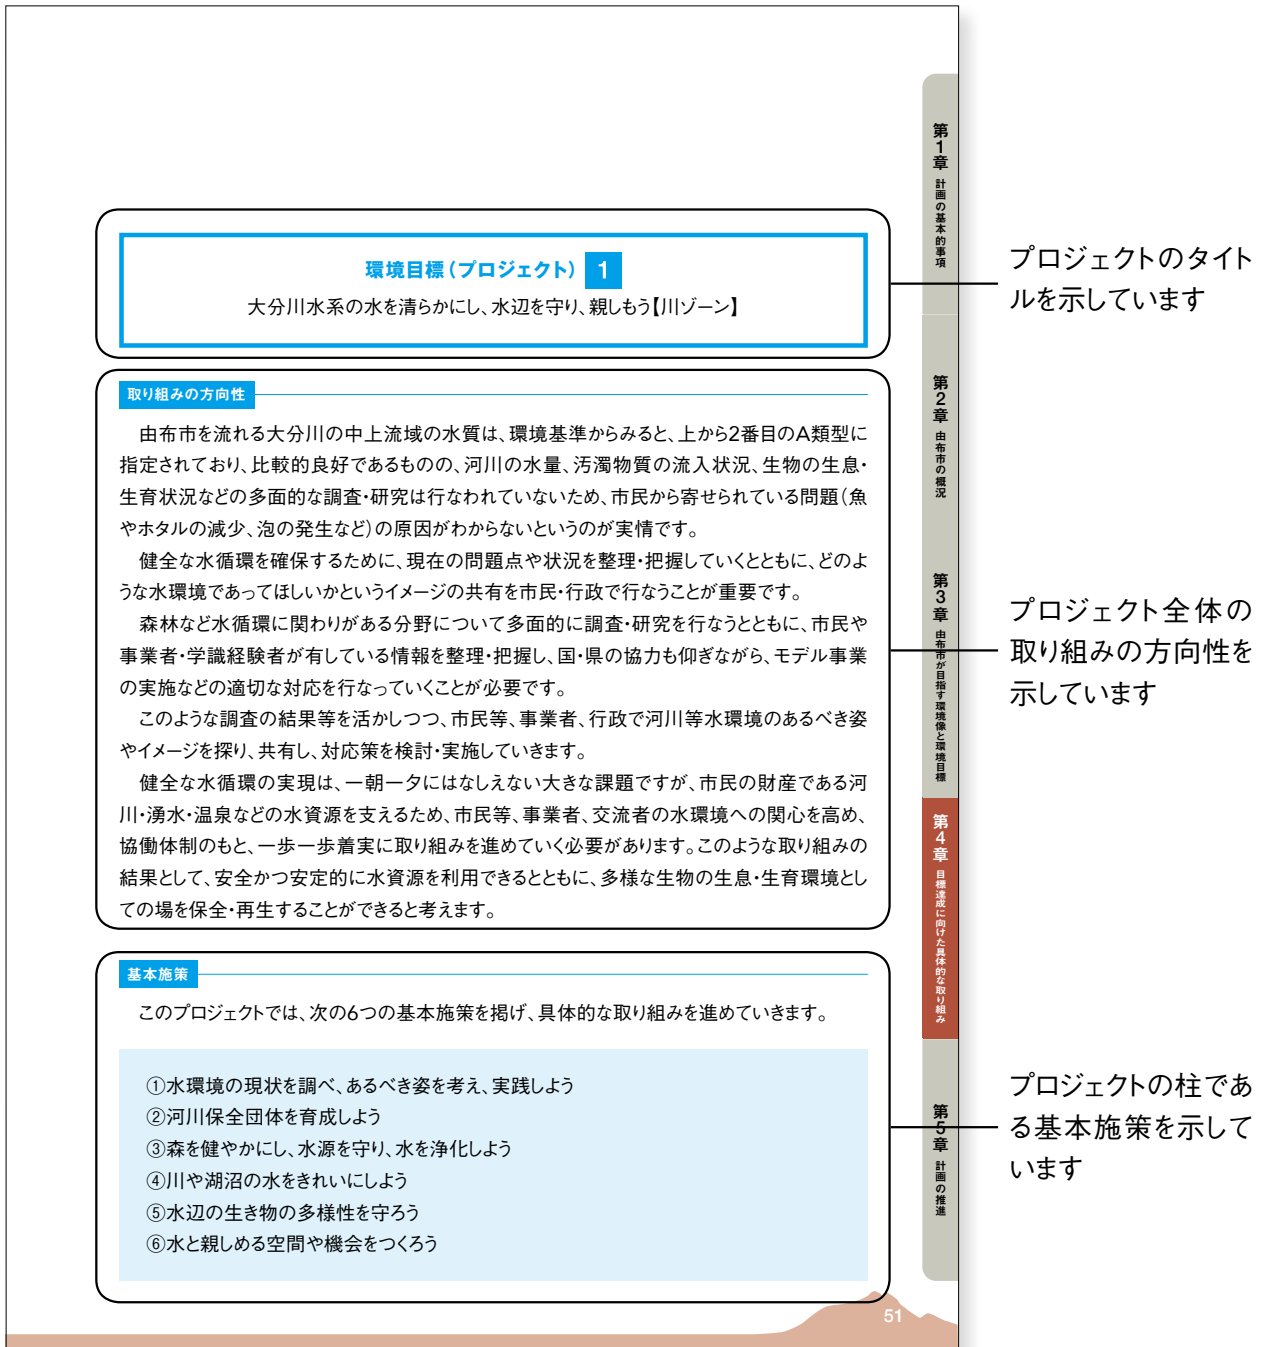 環境目標(プロジェクト) 1
大分川水系の水を清らかにし、水辺を守り、親しもう【川ゾーン】
取り組みの方向性
由布市を流れる大分川の中上流域の水質は、環境基準からみると、上から2番目のA類型に
指定されており、比較的良好であるものの、河川の水量、汚濁物質の流入状況、生物の生息・
生育状況などの多面的な調査・研究は行なわれていないため、市民から寄せられている問題(魚
やホタルの減少、泡の発生など)の原因がわからないというのが実情です。
健全な水循環を確保するために、現在の問題点や状況を整理・把握していくとともに、どのよ
うな水環境であってほしいかというイメージの共有を市民・行政で行なうことが重要です。
森林など水循環に関わりがある分野について多面的に調査・研究を行なうとともに、市民や
事業者・学識経験者が有している情報を整理・把握し、国・県の協力も仰ぎながら、モデル事業
の実施などの適切な対応を行なっていくことが必要です。
このような調査の結果等を活かしつつ、市民等、事業者、行政で河川等水環境のあるべき姿
やイメージを探り、共有し、対応策を検討・実施していきます。
健全な水循環の実現は、一朝一夕にはなしえない大きな課題ですが、市民の財産である河
川・湧水・温泉などの水資源を支えるため、市民等、事業者、交流者の水環境への関心を高め、
協働体制のもと、一歩一歩着実に取り組みを進めていく必要があります。このような取り組みの
結果として、安全かつ安定的に水資源を利用できるとともに、多様な生物の生息・生育環境とし
ての場を保全・再生することができると考えます。
基本施策
このプロジェクトでは、次の6つの基本施策を掲げ、具体的な取り組みを進めていきます。
①水環境の現状を調べ、あるべき姿を考え、実践しよう
②河川保全団体を育成しよう
③森を健やかにし、水源を守り、水を浄化しよう
④川や湖沼の水をきれいにしよう
⑤水辺の生き物の多様性を守ろう
⑥水と親しめる空間や機会をつくろう
51
第1章 計画の基本的事項
第2章 由布市の概況
第3章 由布市が目指す環境像と環境目標
第4章 目標達成に向けた具体的な取り組み
第5章 計画の推進
プロジェクトのタイト
ルを示しています
プロジェクト全体の
取り組みの方向性を
示しています
プロジェクトの柱であ
る基本施策を示して
います